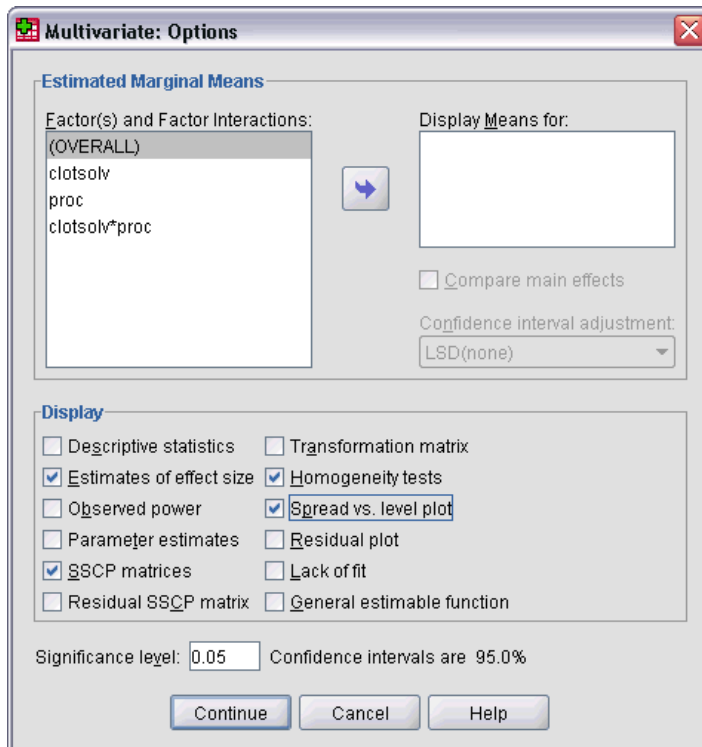 Multivariate: Options
Estimated Marginal Means
Factor(s) and Factor Interactions:
(OVERALL)
clotsolv
proc
clotsolv*proc
Display Means for:
Compare main effects
Confidence interval adjustment:
LSD(none)
Display
Descriptive statistics
Transformation matrix
Estimates of effect size
Homogeneity tests
Observed power
Spread vs. level plot
Parameter estimates
Residual plot
SSCP matrices
Lack of fit
Residual SSCP matrix
General estimable function
Significance level: 0.05 Confidence intervals are 95.0%
Continue
Cancel
Help